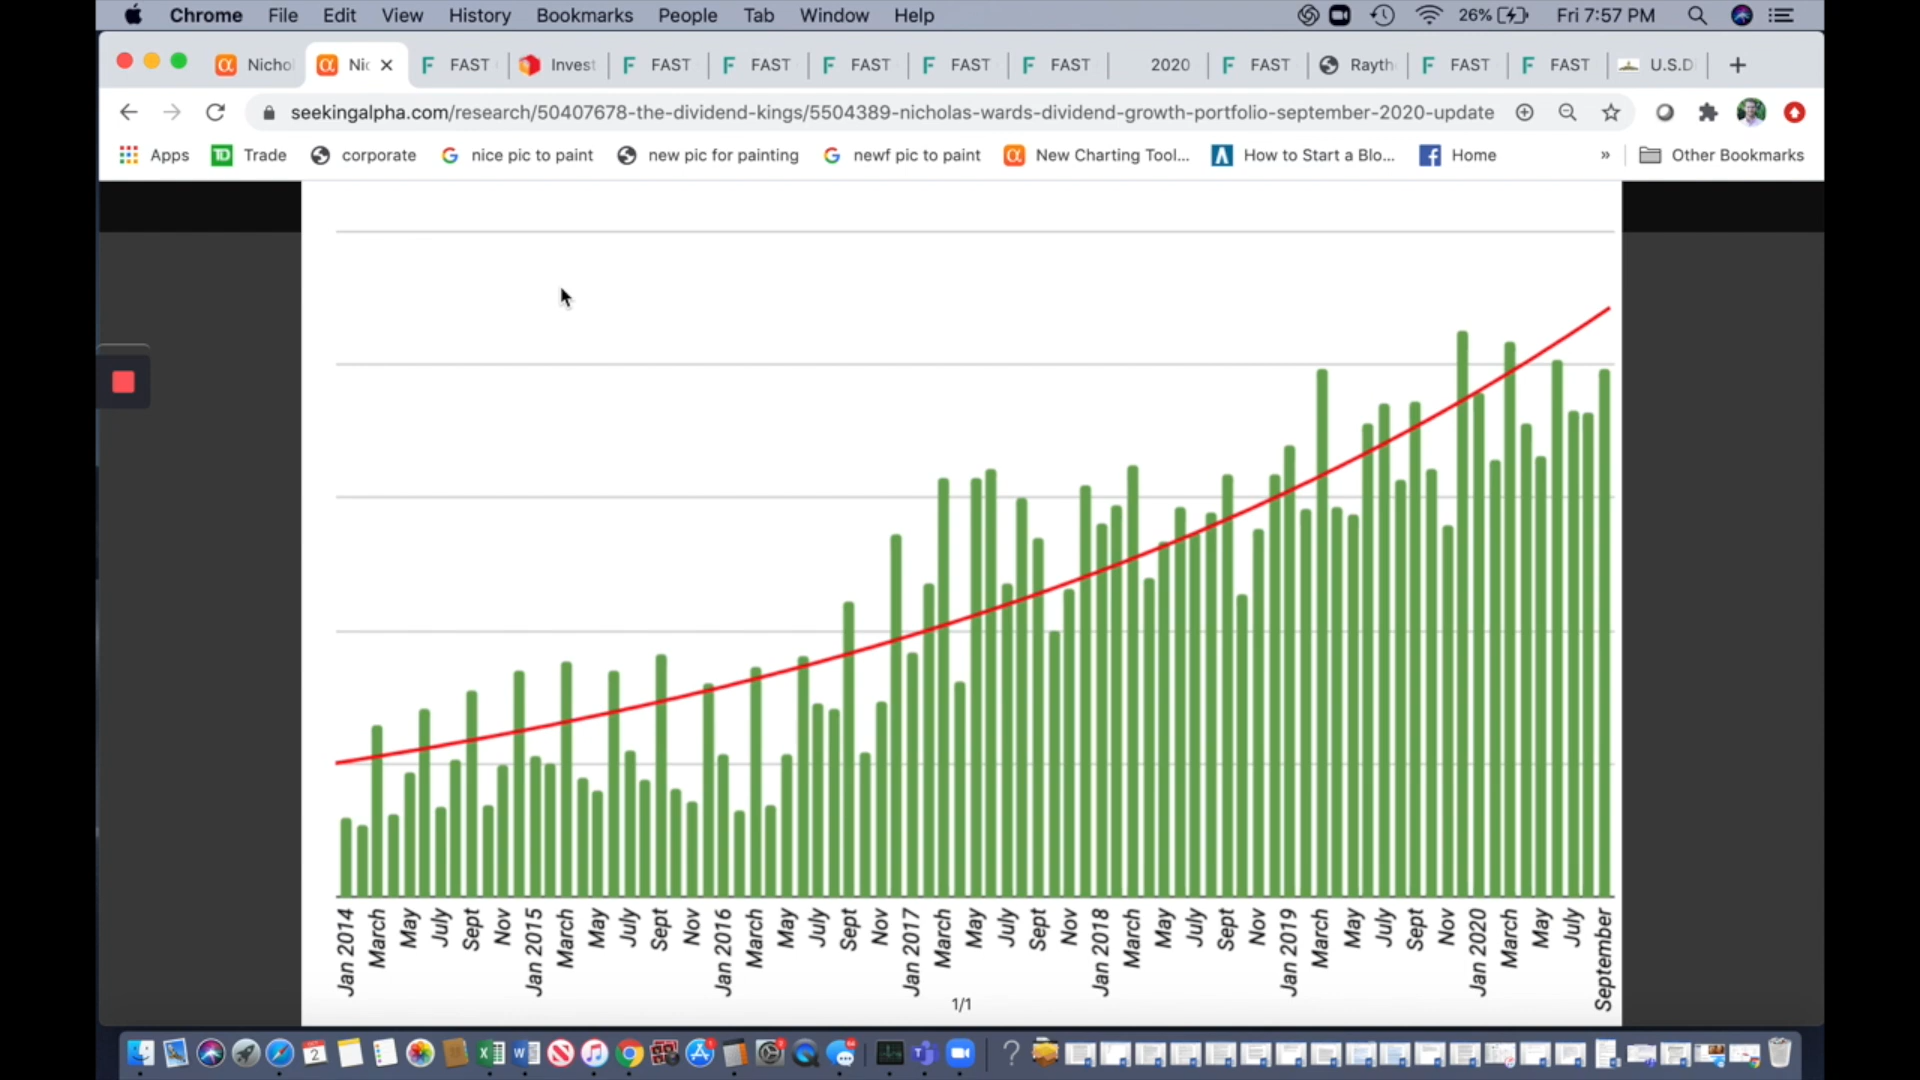 Chrome File Edit View History Bookmarks People Tab Window Help 26% Fri 7:57 PM
Nicho Nic FAST Invest FAST FAST FAST FAST FAST 2020 FAST Rayth FAST FAST U.S.D
seekingalpha.com/research/50407678-the-dividend-kings/5504389-nicholas-wards-dividend-growth-portfolio-september-2020-update
Apps Trade corporate nice pic to paint new pic for painting newf pic to paint New Charting Tool... How to Start a Blo... Home » Other Bookmarks
Jan 2014 March May July Sept Nov Jan 2015 March May July Sept Nov Jan 2016 March May July Sept Nov Jan 2017 March May July Sept Nov Jan 2018 March May July Sept Nov Jan 2019 March May July Sept Nov Jan 2020 March May July September
1/1